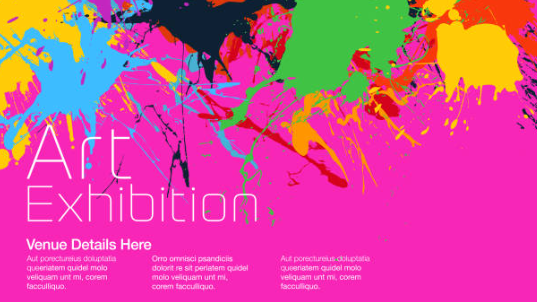 Art
Exhibition
Venue Details Here
Aut porectureius doluptatia
queeriatem quidel molo
veliquam unt mi, corem
facculliquo.
Orro omnisci psandiciis
dolorit re sit periatem quidel
molo veliquam unt mi,
corem facculliquo.
Aut porectureius doluptatia
queeriatem quidel molo
veliquam unt mi, corem
facculliquo.